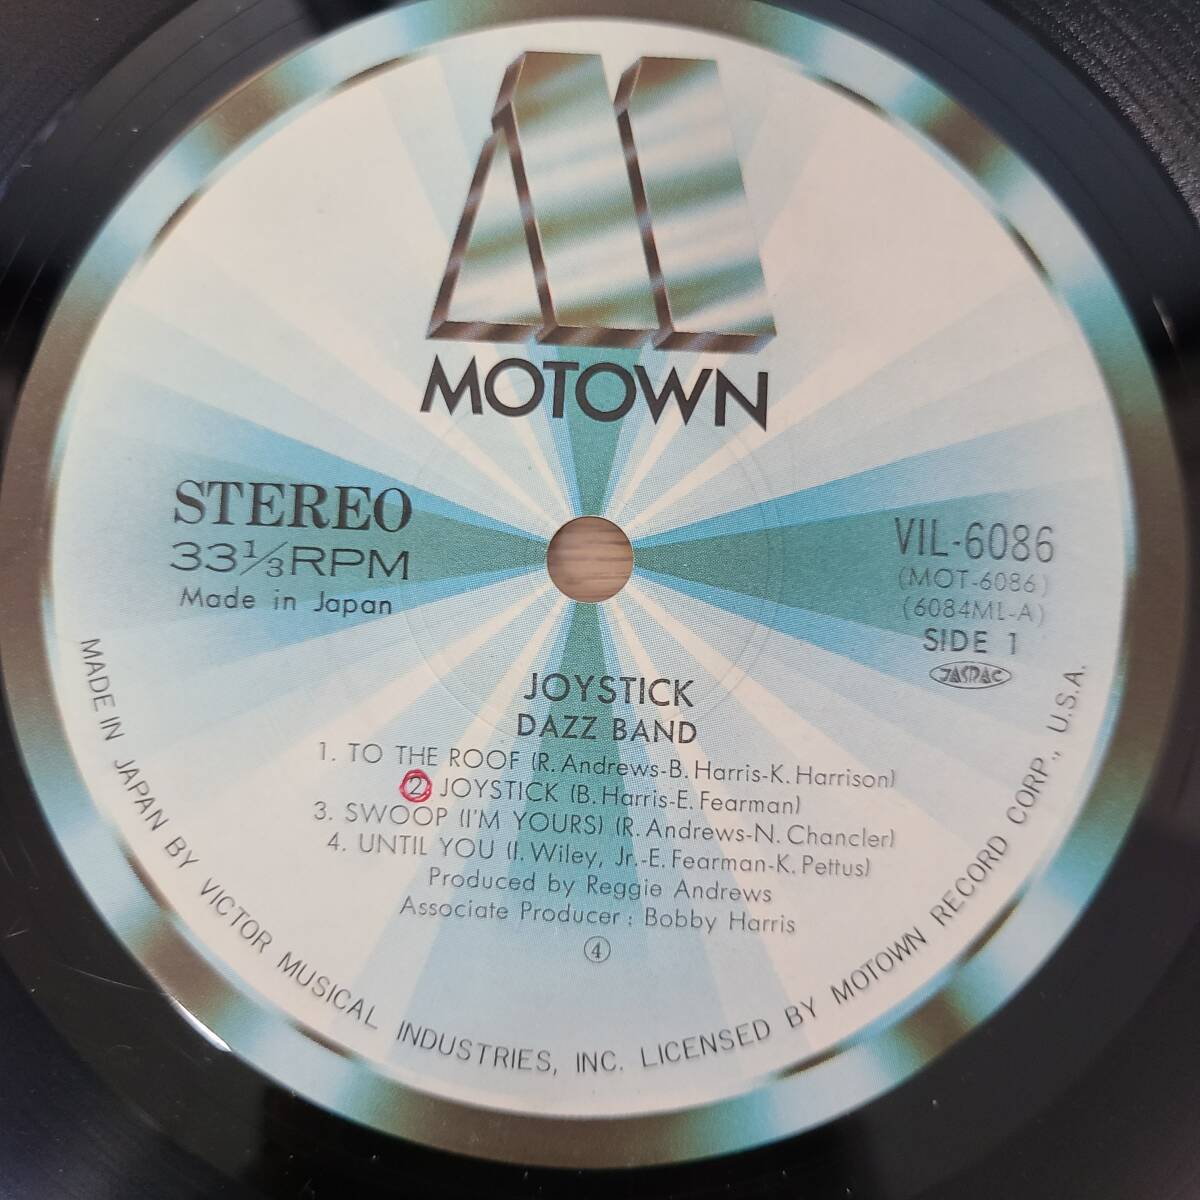 MOTOWN
STEREO
33⅓RPM
Made in Japan
VIL-6086
(MOT-6086)
(6084ML-A)
SIDE 1
JASRAC
JOYSTICK
DAZZ BAND
1. TO THE ROOF (R. Andrews-B. Harris-K. Harrison)
2. JOYSTICK (B. Harris-E. Fearman)
3. SWOOP (I'M YOURS) (R. Andrews-N. Chancler)
4. UNTIL YOU (I. Wiley, Jr.-E. Fearman-K. Pettus)
Produced by Reggie Andrews
Associate Producer : Bobby Harris
④
MADE IN JAPAN BY VICTOR MUSICAL INDUSTRIES, INC. LICENSED BY MOTOWN RECORD CORP., U.S.A.